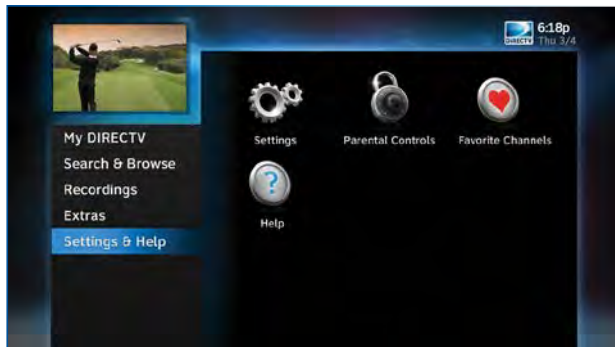 6:18p
DIRECTV Thu 3/4
My DIRECTV
Search & Browse
Recordings
Extras
Settings & Help
Settings
Parental Controls
Favorite Channels
?
Help